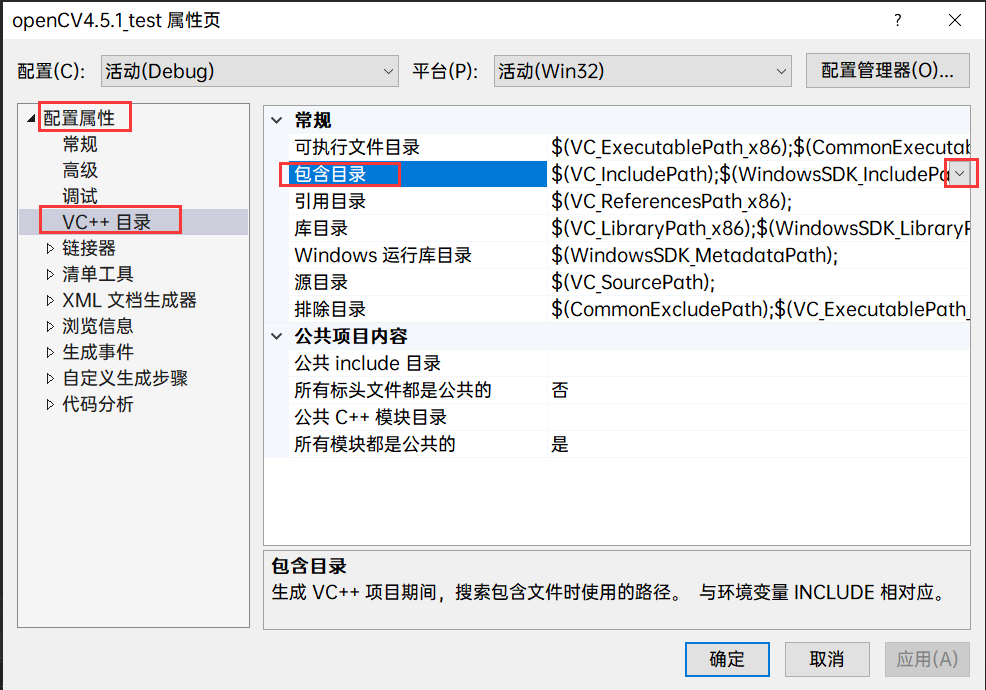 openCV4.5.1_test 属性页 ?
配置(C): 活动(Debug) 平台(P): 活动(Win32) 配置管理器(O)...
配置属性
常规
高级
调试
VC++ 目录
链接器
清单工具
XML 文档生成器
浏览信息
生成事件
自定义生成步骤
代码分析
常规
可执行文件目录 $(VC_ExecutablePath_x86);$(CommonExecutab
包含目录 $(VC_IncludePath);$(WindowsSDK_IncludePa
引用目录 $(VC_ReferencesPath_x86);
库目录 $(VC_LibraryPath_x86);$(WindowsSDK_LibraryP
Windows 运行库目录 $(WindowsSDK_MetadataPath);
源目录 $(VC_SourcePath);
排除目录 $(CommonExcludePath);$(VC_ExecutablePath_
公共项目内容
公共 include 目录
所有标头文件都是公共的 否
公共 C++ 模块目录
所有模块都是公共的 是
包含目录
生成 VC++ 项目期间，搜索包含文件时使用的路径。 与环境变量 INCLUDE 相对应。
确定 取消 应用(A)